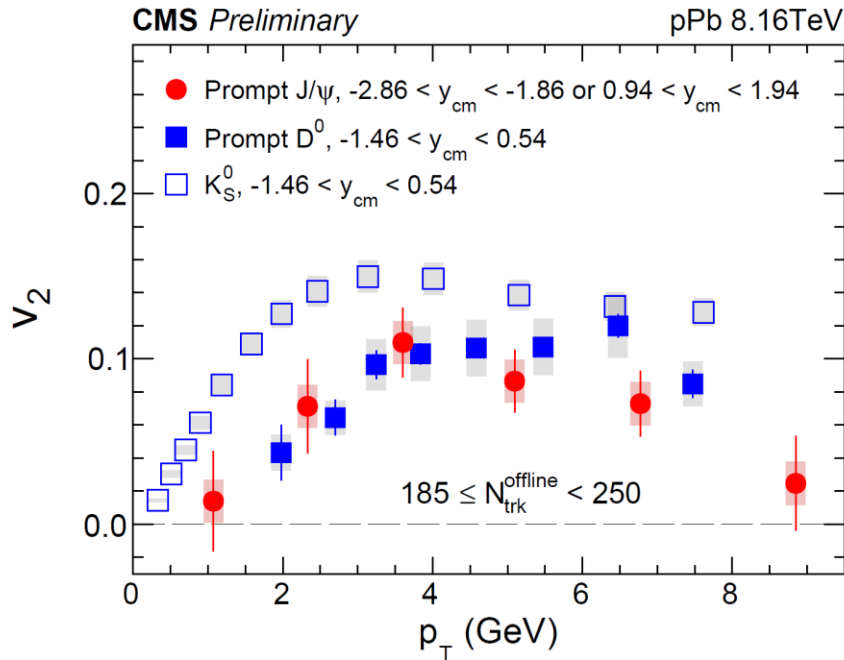 CMS Preliminary pPb 8.16TeV
Prompt J/ψ, -2.86 < y_cm < -1.86 or 0.94 < y_cm < 1.94
Prompt D^0, -1.46 < y_cm < 0.54
K_S^0, -1.46 < y_cm < 0.54
0.2
0.1
0.0
v_2
185 ≤ N_trk^offline < 250
0 2 4 6 8
p_T (GeV)